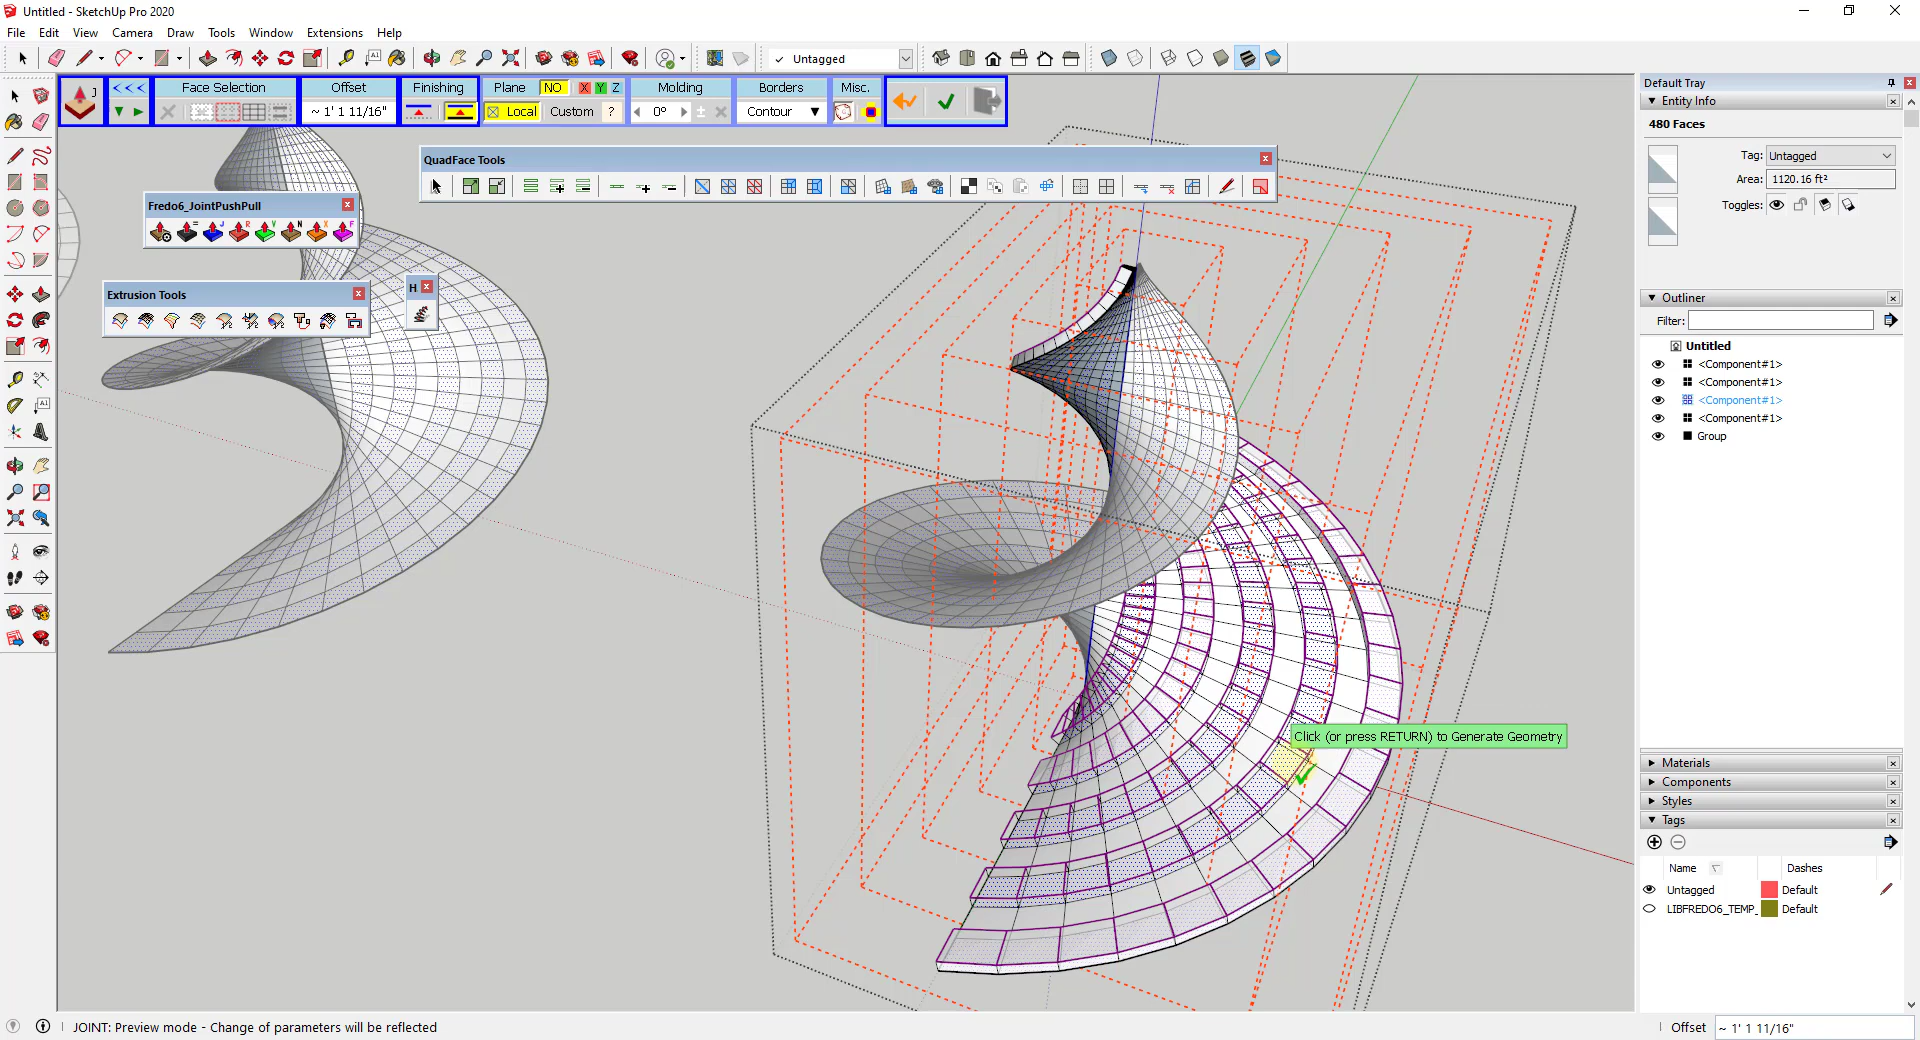 Untitled - SketchUp Pro 2020
File Edit View Camera Draw Tools Window Extensions Help
✓ Untagged
J <<< Face Selection Offset Finishing Plane NO X Y Z Molding Borders Misc.
~ 1' 1 11/16" Local Custom ? 0° Contour
QuadFace Tools
Fredo6_JointPushPull
Extrusion Tools
H
Click (or press RETURN) to Generate Geometry
Default Tray
Entity Info
480 Faces
Tag: Untagged
Area: 1120.16 ft²
Toggles:
Outliner
Filter:
Untitled
<Component#1>
<Component#1>
<Component#1>
<Component#1>
Group
Materials
Components
Styles
Tags
Name Dashes
Untagged Default
LIBFREDO6_TEMP_ Default
JOINT: Preview mode - Change of parameters will be reflected
Offset ~ 1' 1 11/16"